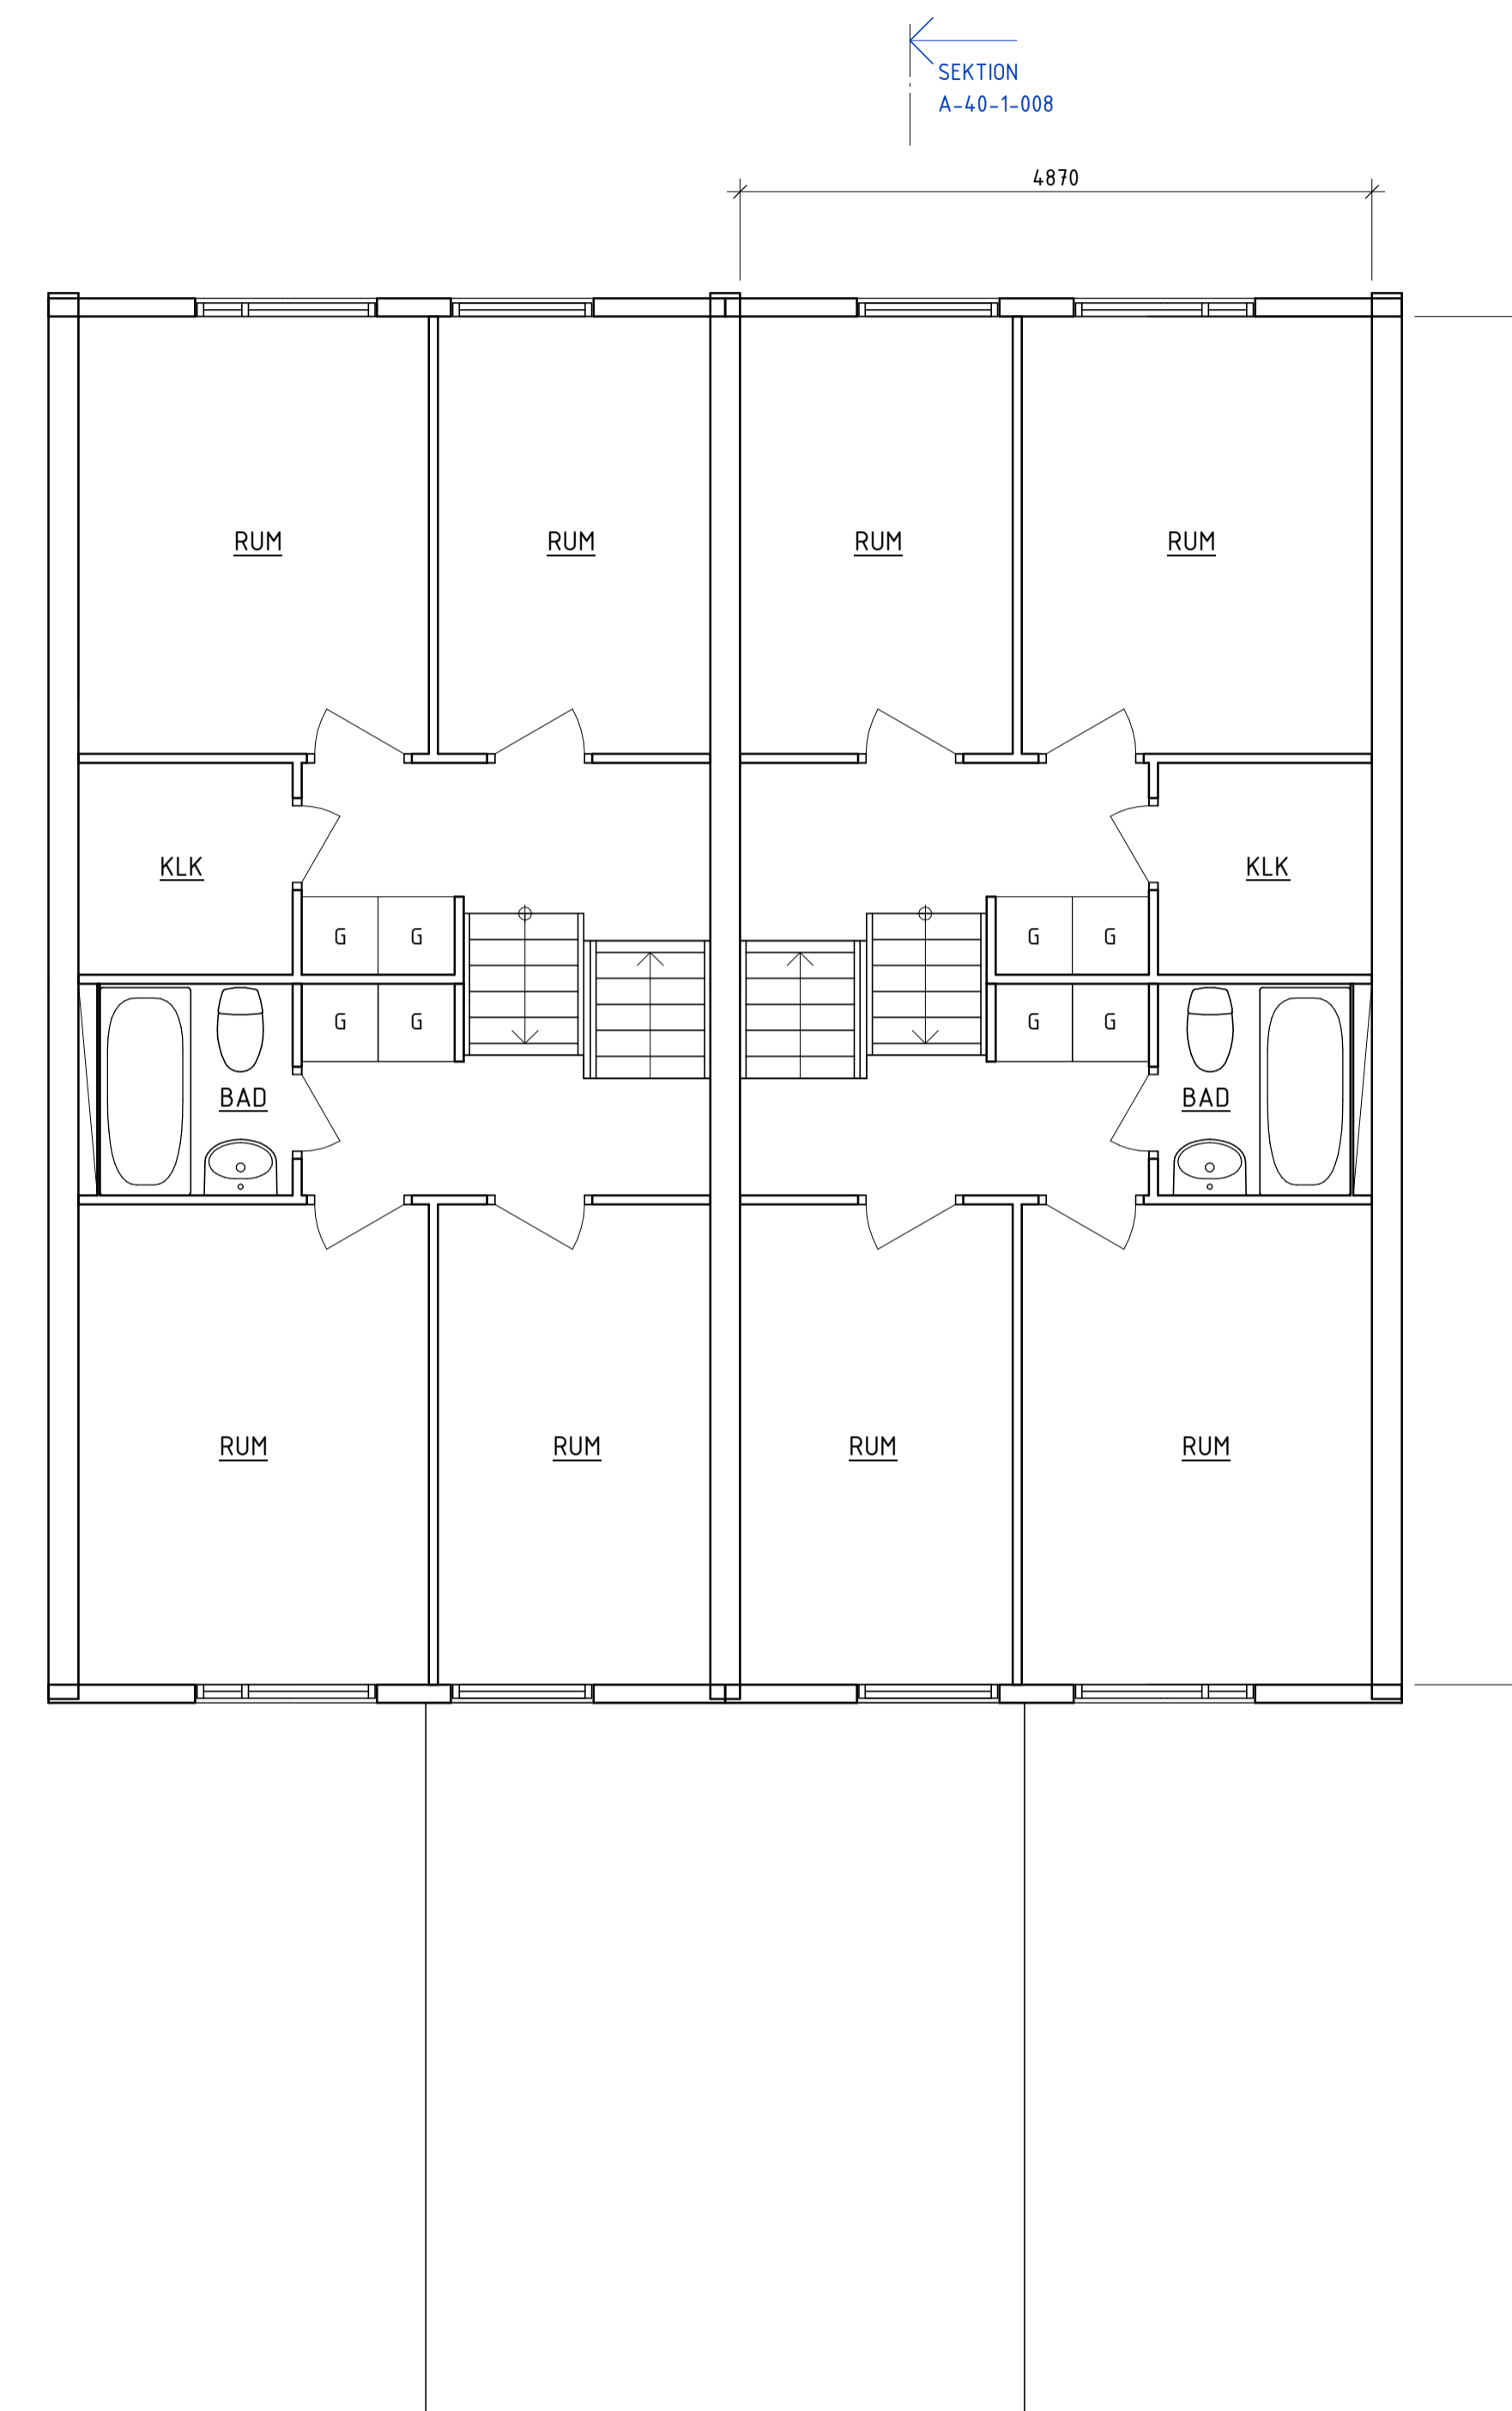 SEKTION
A-40-1-008
4870
RUM RUM RUM RUM
KLK KLK
G G G G
G G G G
BAD BAD
RUM RUM RUM RUM